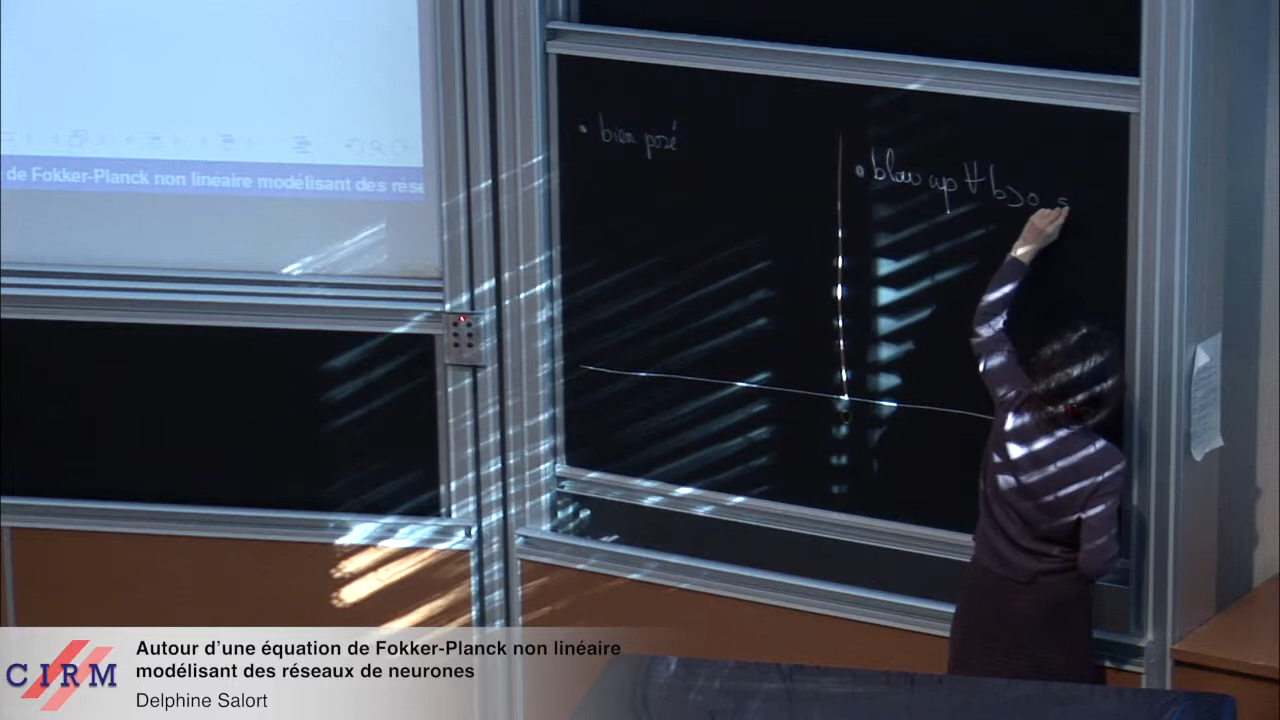 de Fokker-Planck non linéaire modélisant des rése
• bien posé
• blow up ∀ b>0 s
0
CIRM
Autour d'une équation de Fokker-Planck non linéaire
modélisant des réseaux de neurones
Delphine Salort